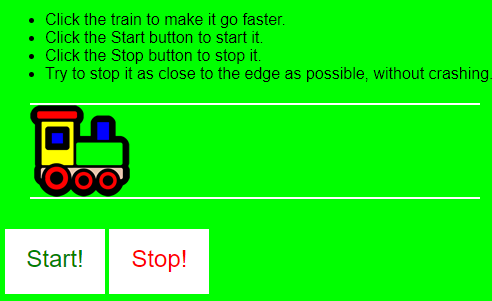 Click the train to make it go faster.
Click the Start button to start it.
Click the Stop button to stop it.
Try to stop it as close to the edge as possible, without crashing.
Start! Stop!